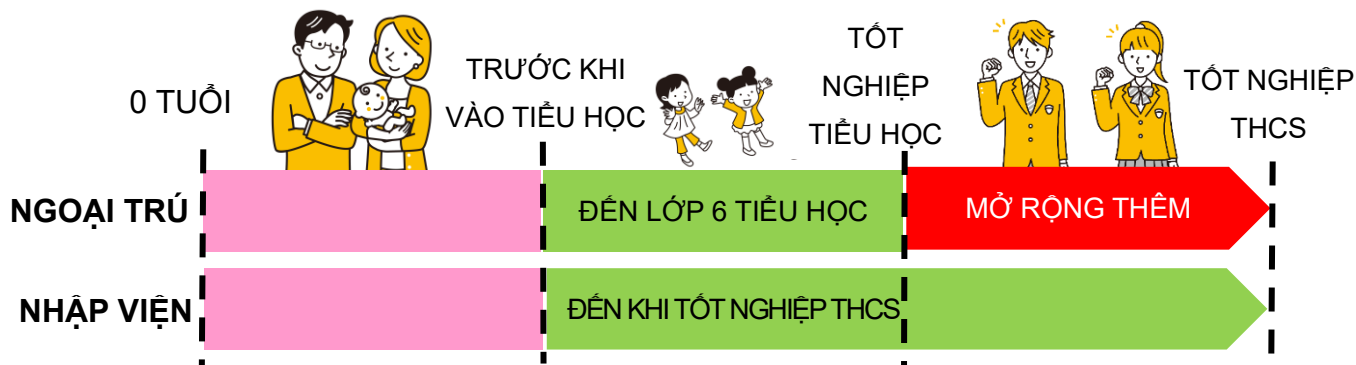 0 TUỔI
TRƯỚC KHI
VÀO TIỂU HỌC
TỐT
NGHIỆP
TIỂU HỌC
TỐT NGHIỆP
THCS
NGOẠI TRÚ
ĐẾN LỚP 6 TIỂU HỌC
MỞ RỘNG THÊM
NHẬP VIỆN
ĐẾN KHI TỐT NGHIỆP THCS